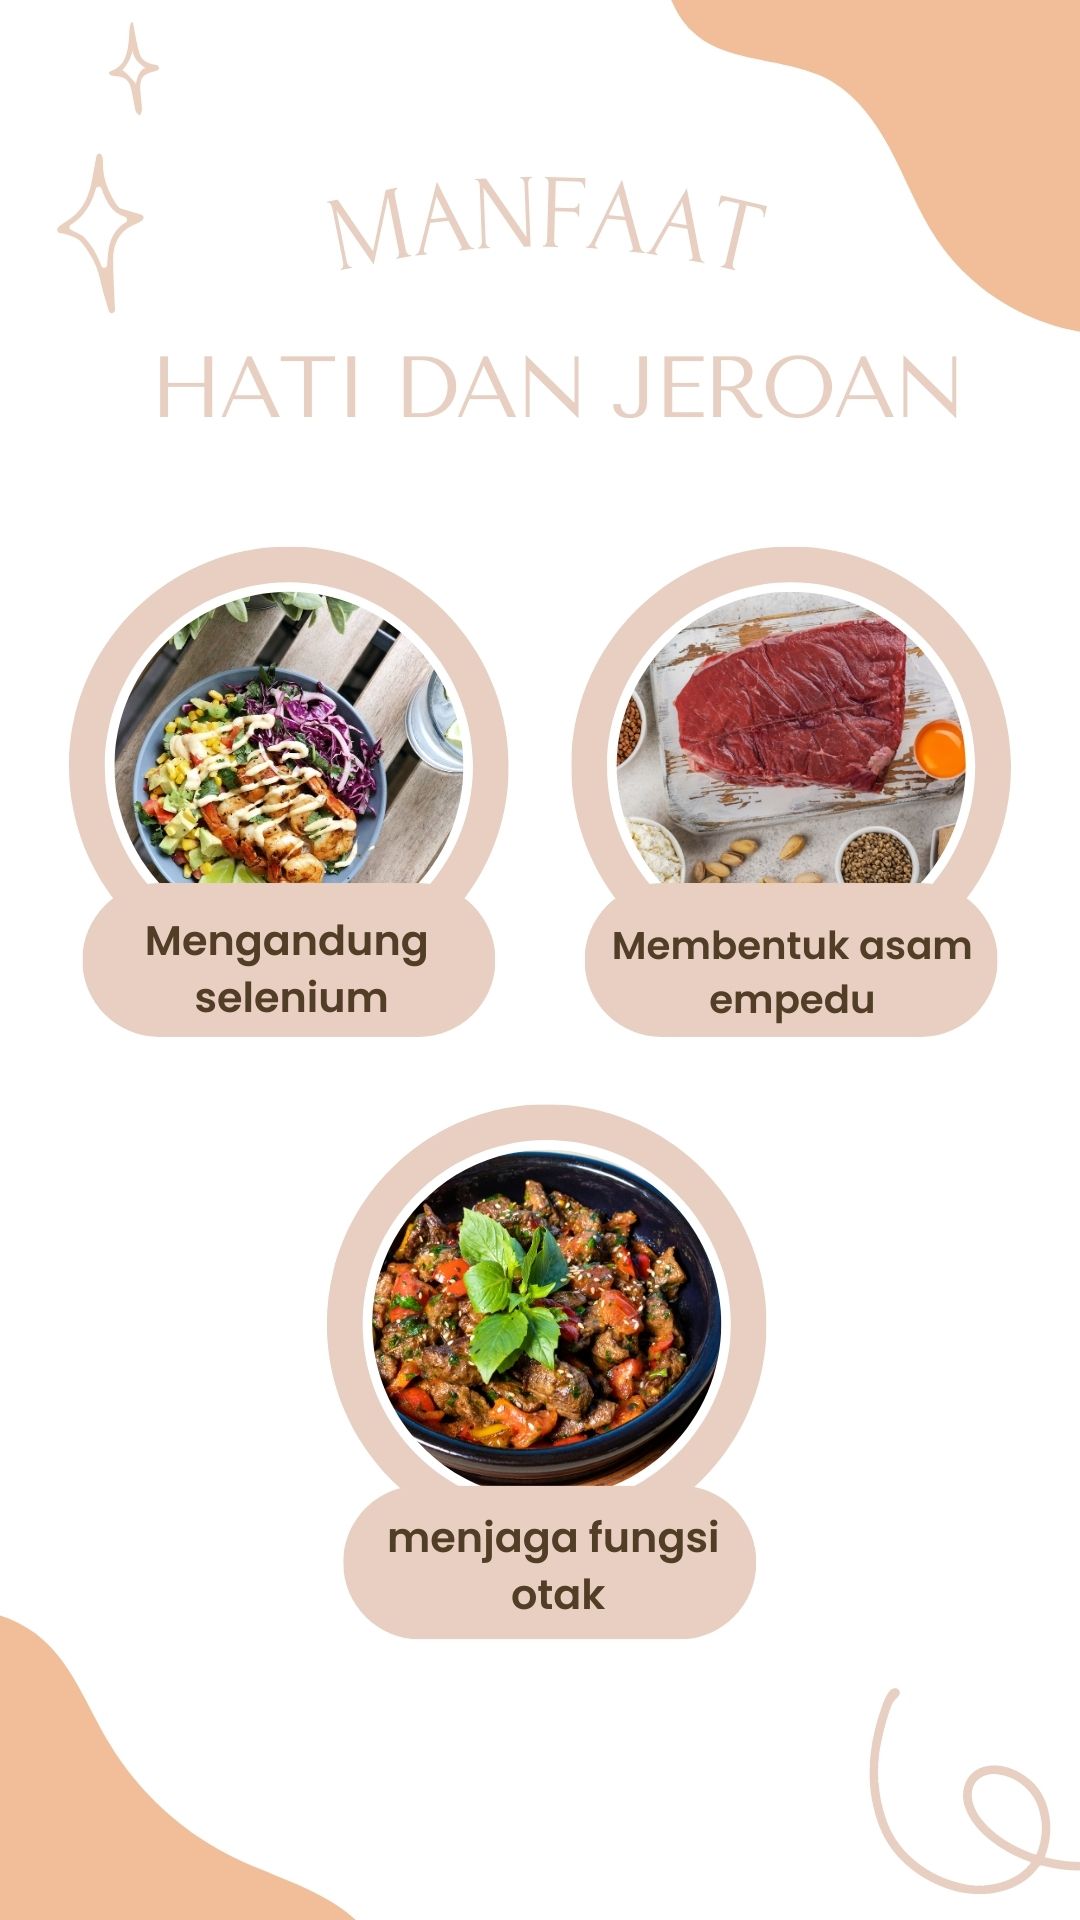 MANFAAT
HATI DAN JEROAN
Mengandung
selenium
Membentuk asam
empedu
menjaga fungsi
otak